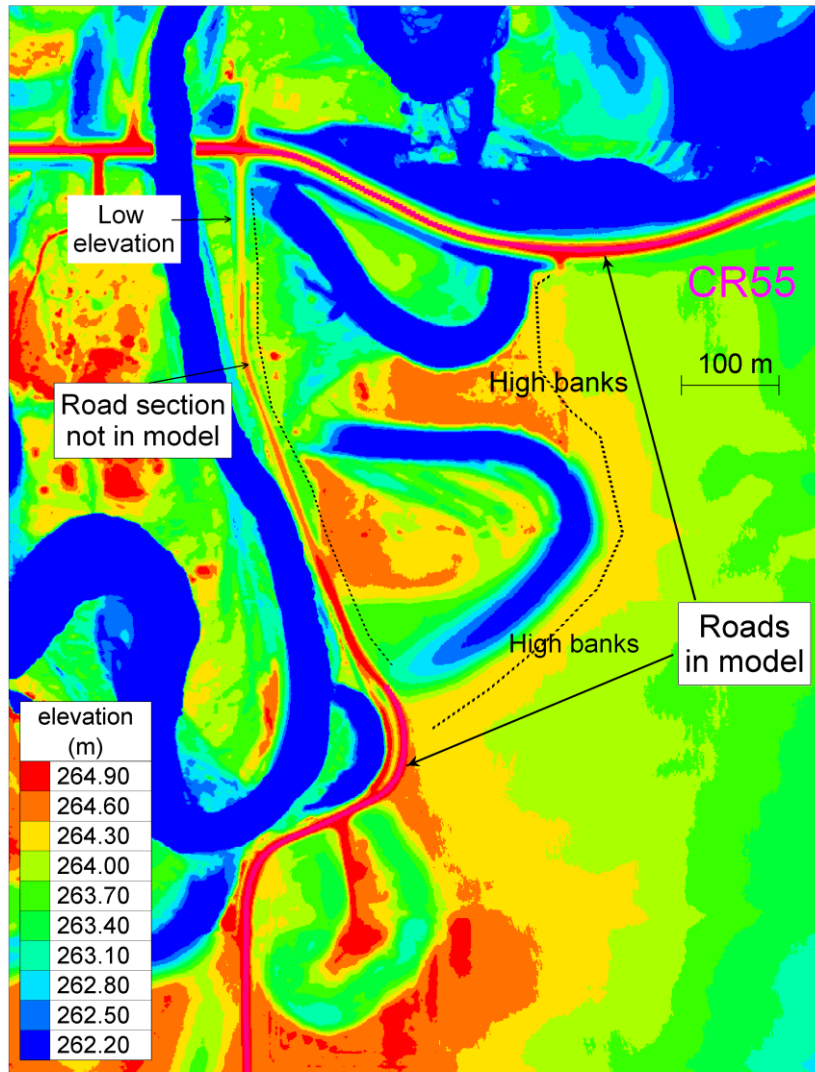 Low
elevation
CR55
100 m
High banks
Road section
not in model
Roads
in model
High banks
elevation
(m)
264.90
264.60
264.30
264.00
263.70
263.40
263.10
262.80
262.50
262.20